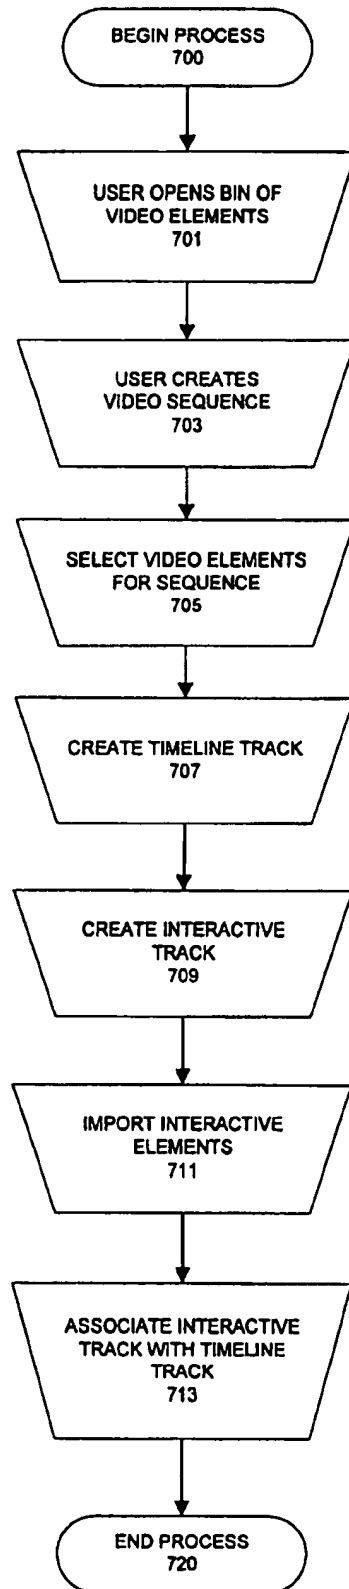 BEGIN PROCESS
700
USER OPENS BIN OF
VIDEO ELEMENTS
701
USER CREATES
VIDEO SEQUENCE
703
SELECT VIDEO ELEMENTS
FOR SEQUENCE
705
CREATE TIMELINE TRACK
707
CREATE INTERACTIVE
TRACK
709
IMPORT INTERACTIVE
ELEMENTS
711
ASSOCIATE INTERACTIVE
TRACK WITH TIMELINE
TRACK
713
END PROCESS
720